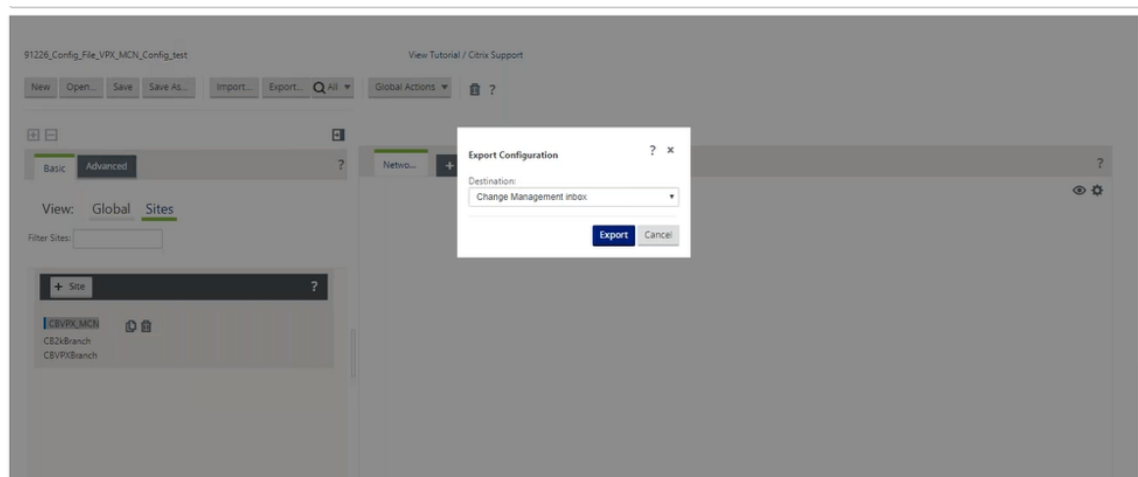 91226_Config_File_VPX_MCN_Config_test View Tutorial / Citrix Support
New Open... Save Save As... Import... Export... All Global Actions ?
Basic Advanced ?
Netwo... + ?
View: Global Sites
Filter Sites:
+ Site ?
CBVPX_MCN
CB2kBranch
CBVPXBranch
Export Configuration ? ×
Destination:
Change Management inbox
Export Cancel